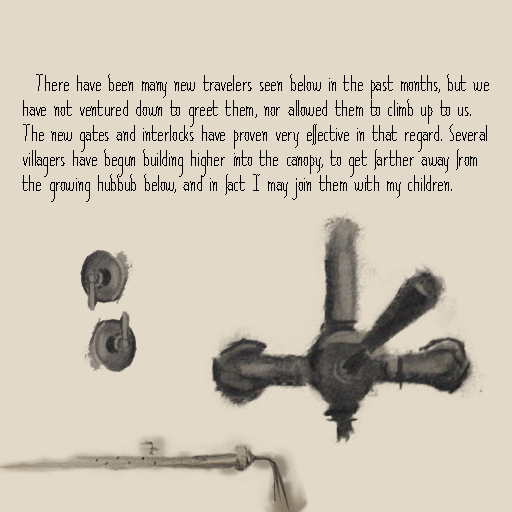 There have been many new travelers seen below in the past months, but we
have not ventured down to greet them, nor allowed them to climb up to us.
The new gates and interlocks have proven very effective in that regard. Several
villagers have begun building higher into the canopy, to get farther away from
the growing hubbub below, and in fact I may join them with my children.